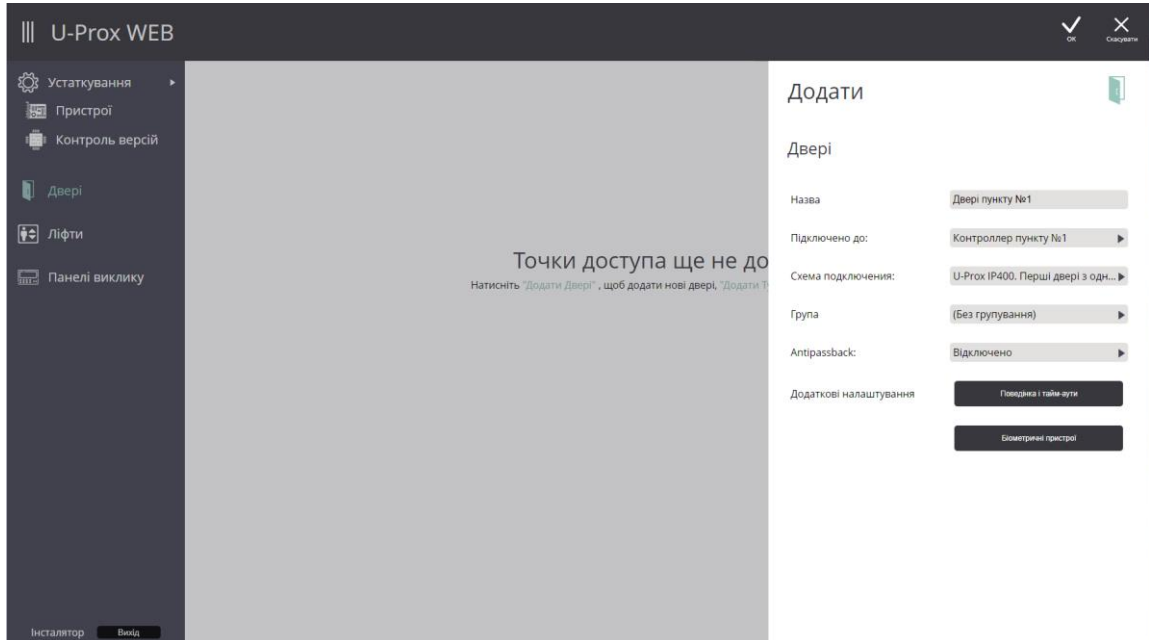 U-Prox WEB
OK
Скасувати
Устаткування
Пристрої
Контроль версій
Двері
Ліфти
Панелі виклику
Інсталятор
Вихід
Точки доступа ще не до
Натисніть "Додати Двері" , щоб додати нові двері, "Додати Т
Додати
Двері
Назва Двері пункту №1
Підключено до: Контроллер пункту №1
Схема подключения: U-Prox IP400. Перші двері з одн...
Група (Без групування)
Antipassback: Відключено
Додаткові налаштування Поведінка і тайм-аути
Біометричні пристрої